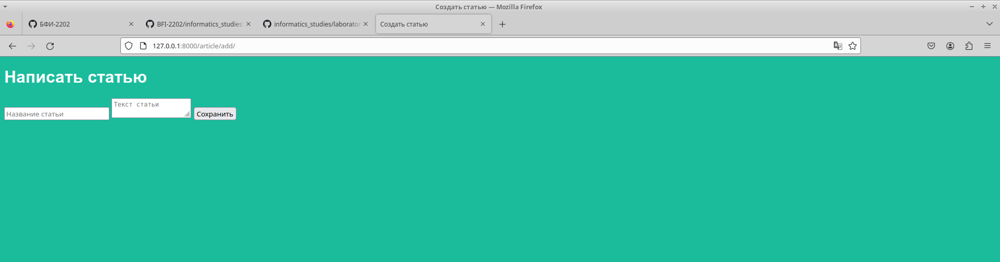 Создать статью — Mozilla Firefox
БФИ-2202
BFI-2202/informatics_studies
informatics_studies/laborator
Создать статью
127.0.0.1:8000/article/add/
Написать статью
Название статьи
Текст статьи
Сохранить